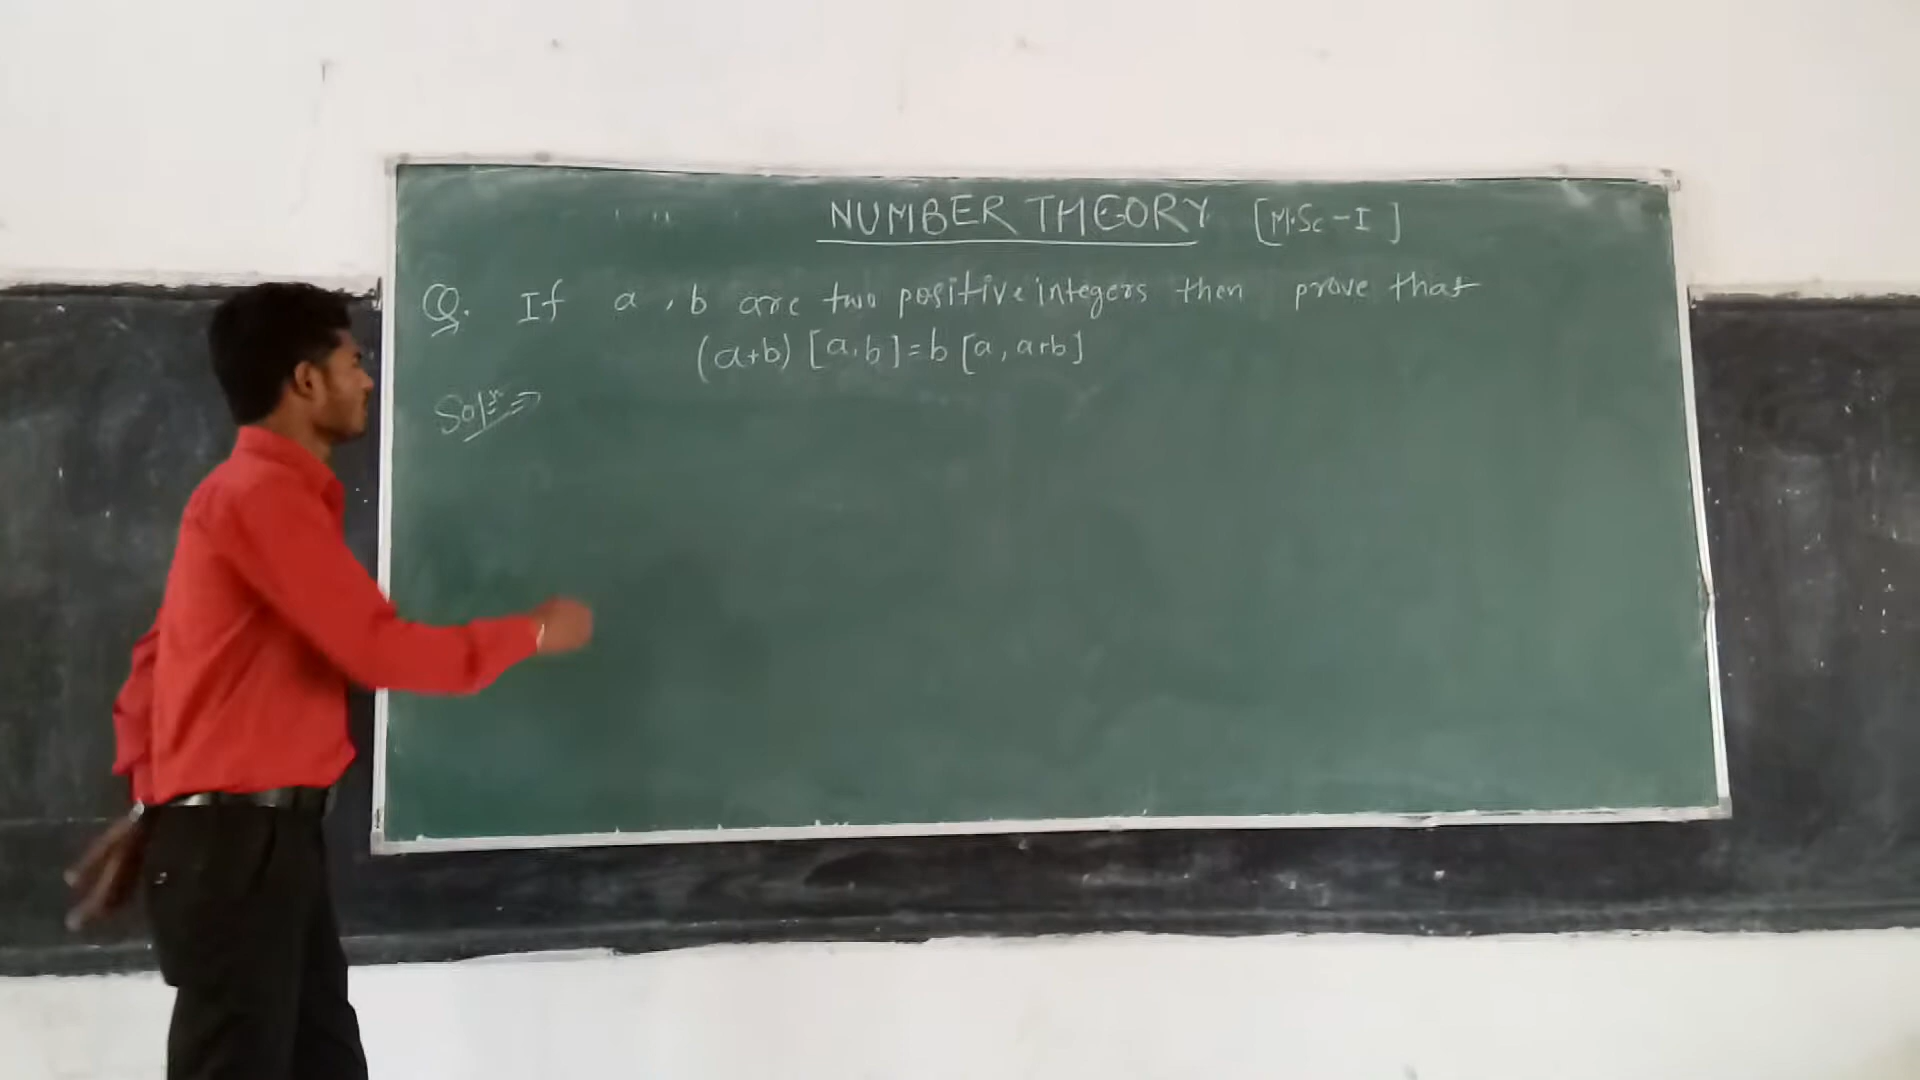 NUMBER THEORY [M.Sc-I]
Q. If a, b are two positive integers then prove that
(a+b) [a,b]=b [a, a+b]
Solⁿ⇒